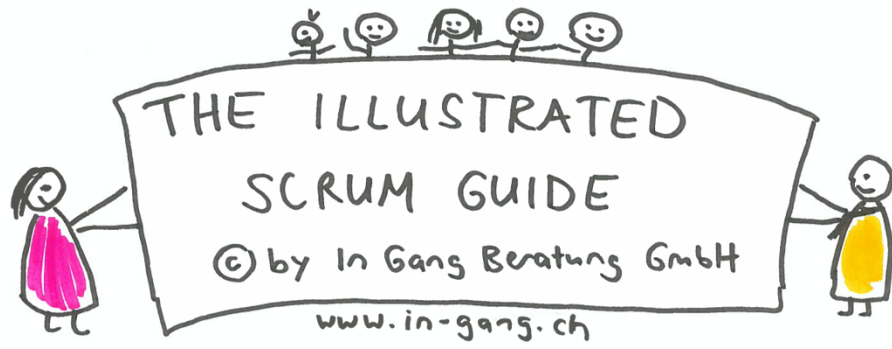 THE ILLUSTRATED
SCRUM GUIDE
© by In Gang Beratung GmbH
www.in-gang.ch